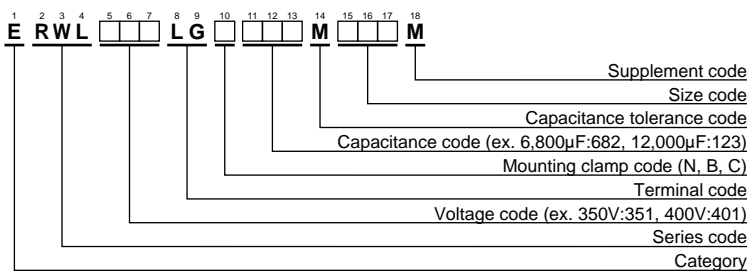 1 2 3 4 5 6 7 8 9 10 11 12 13 14 15 16 17 18
E RWL □□□ LG □ □□□ M □□□ M
Supplement code
Size code
Capacitance tolerance code
Capacitance code (ex. 6,800µF:682, 12,000µF:123)
Mounting clamp code (N, B, C)
Terminal code
Voltage code (ex. 350V:351, 400V:401)
Series code
Category